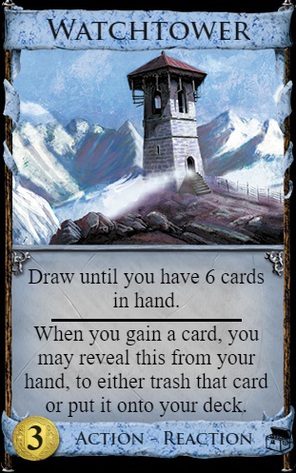 WATCHTOWER
Draw until you have 6 cards
in hand.
When you gain a card, you
may reveal this from your
hand, to either trash that card
or put it onto your deck.
3
ACTION – REACTION